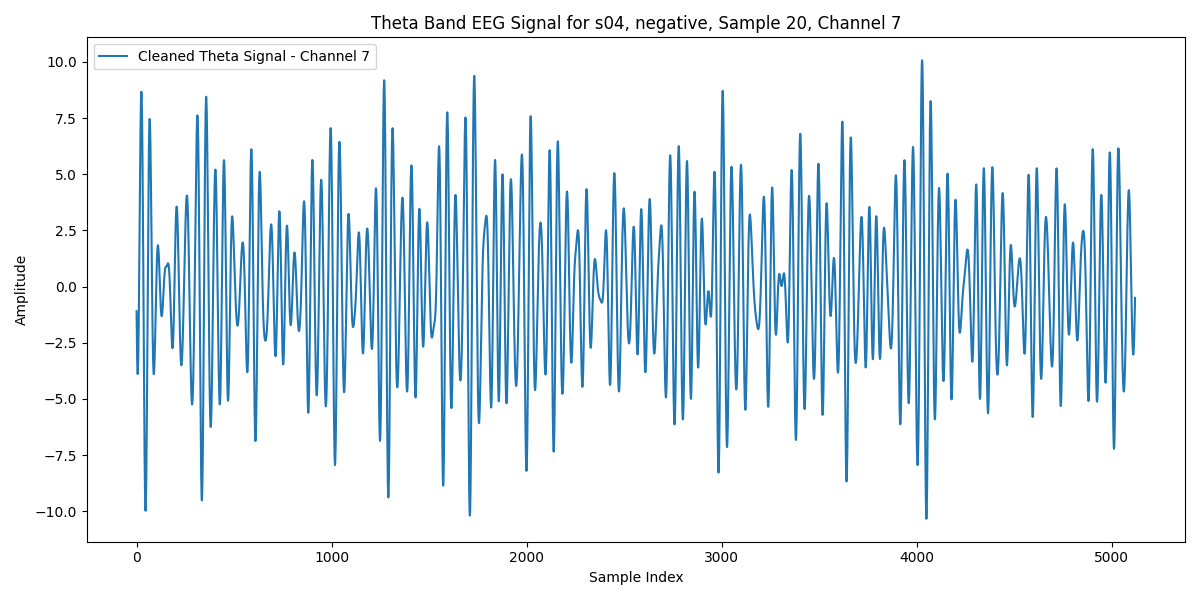 Theta Band EEG Signal for s04, negative, Sample 20, Channel 7
Cleaned Theta Signal - Channel 7
10.0
7.5
5.0
2.5
0.0
−2.5
−5.0
−7.5
−10.0
Amplitude
0 1000 2000 3000 4000 5000
Sample Index